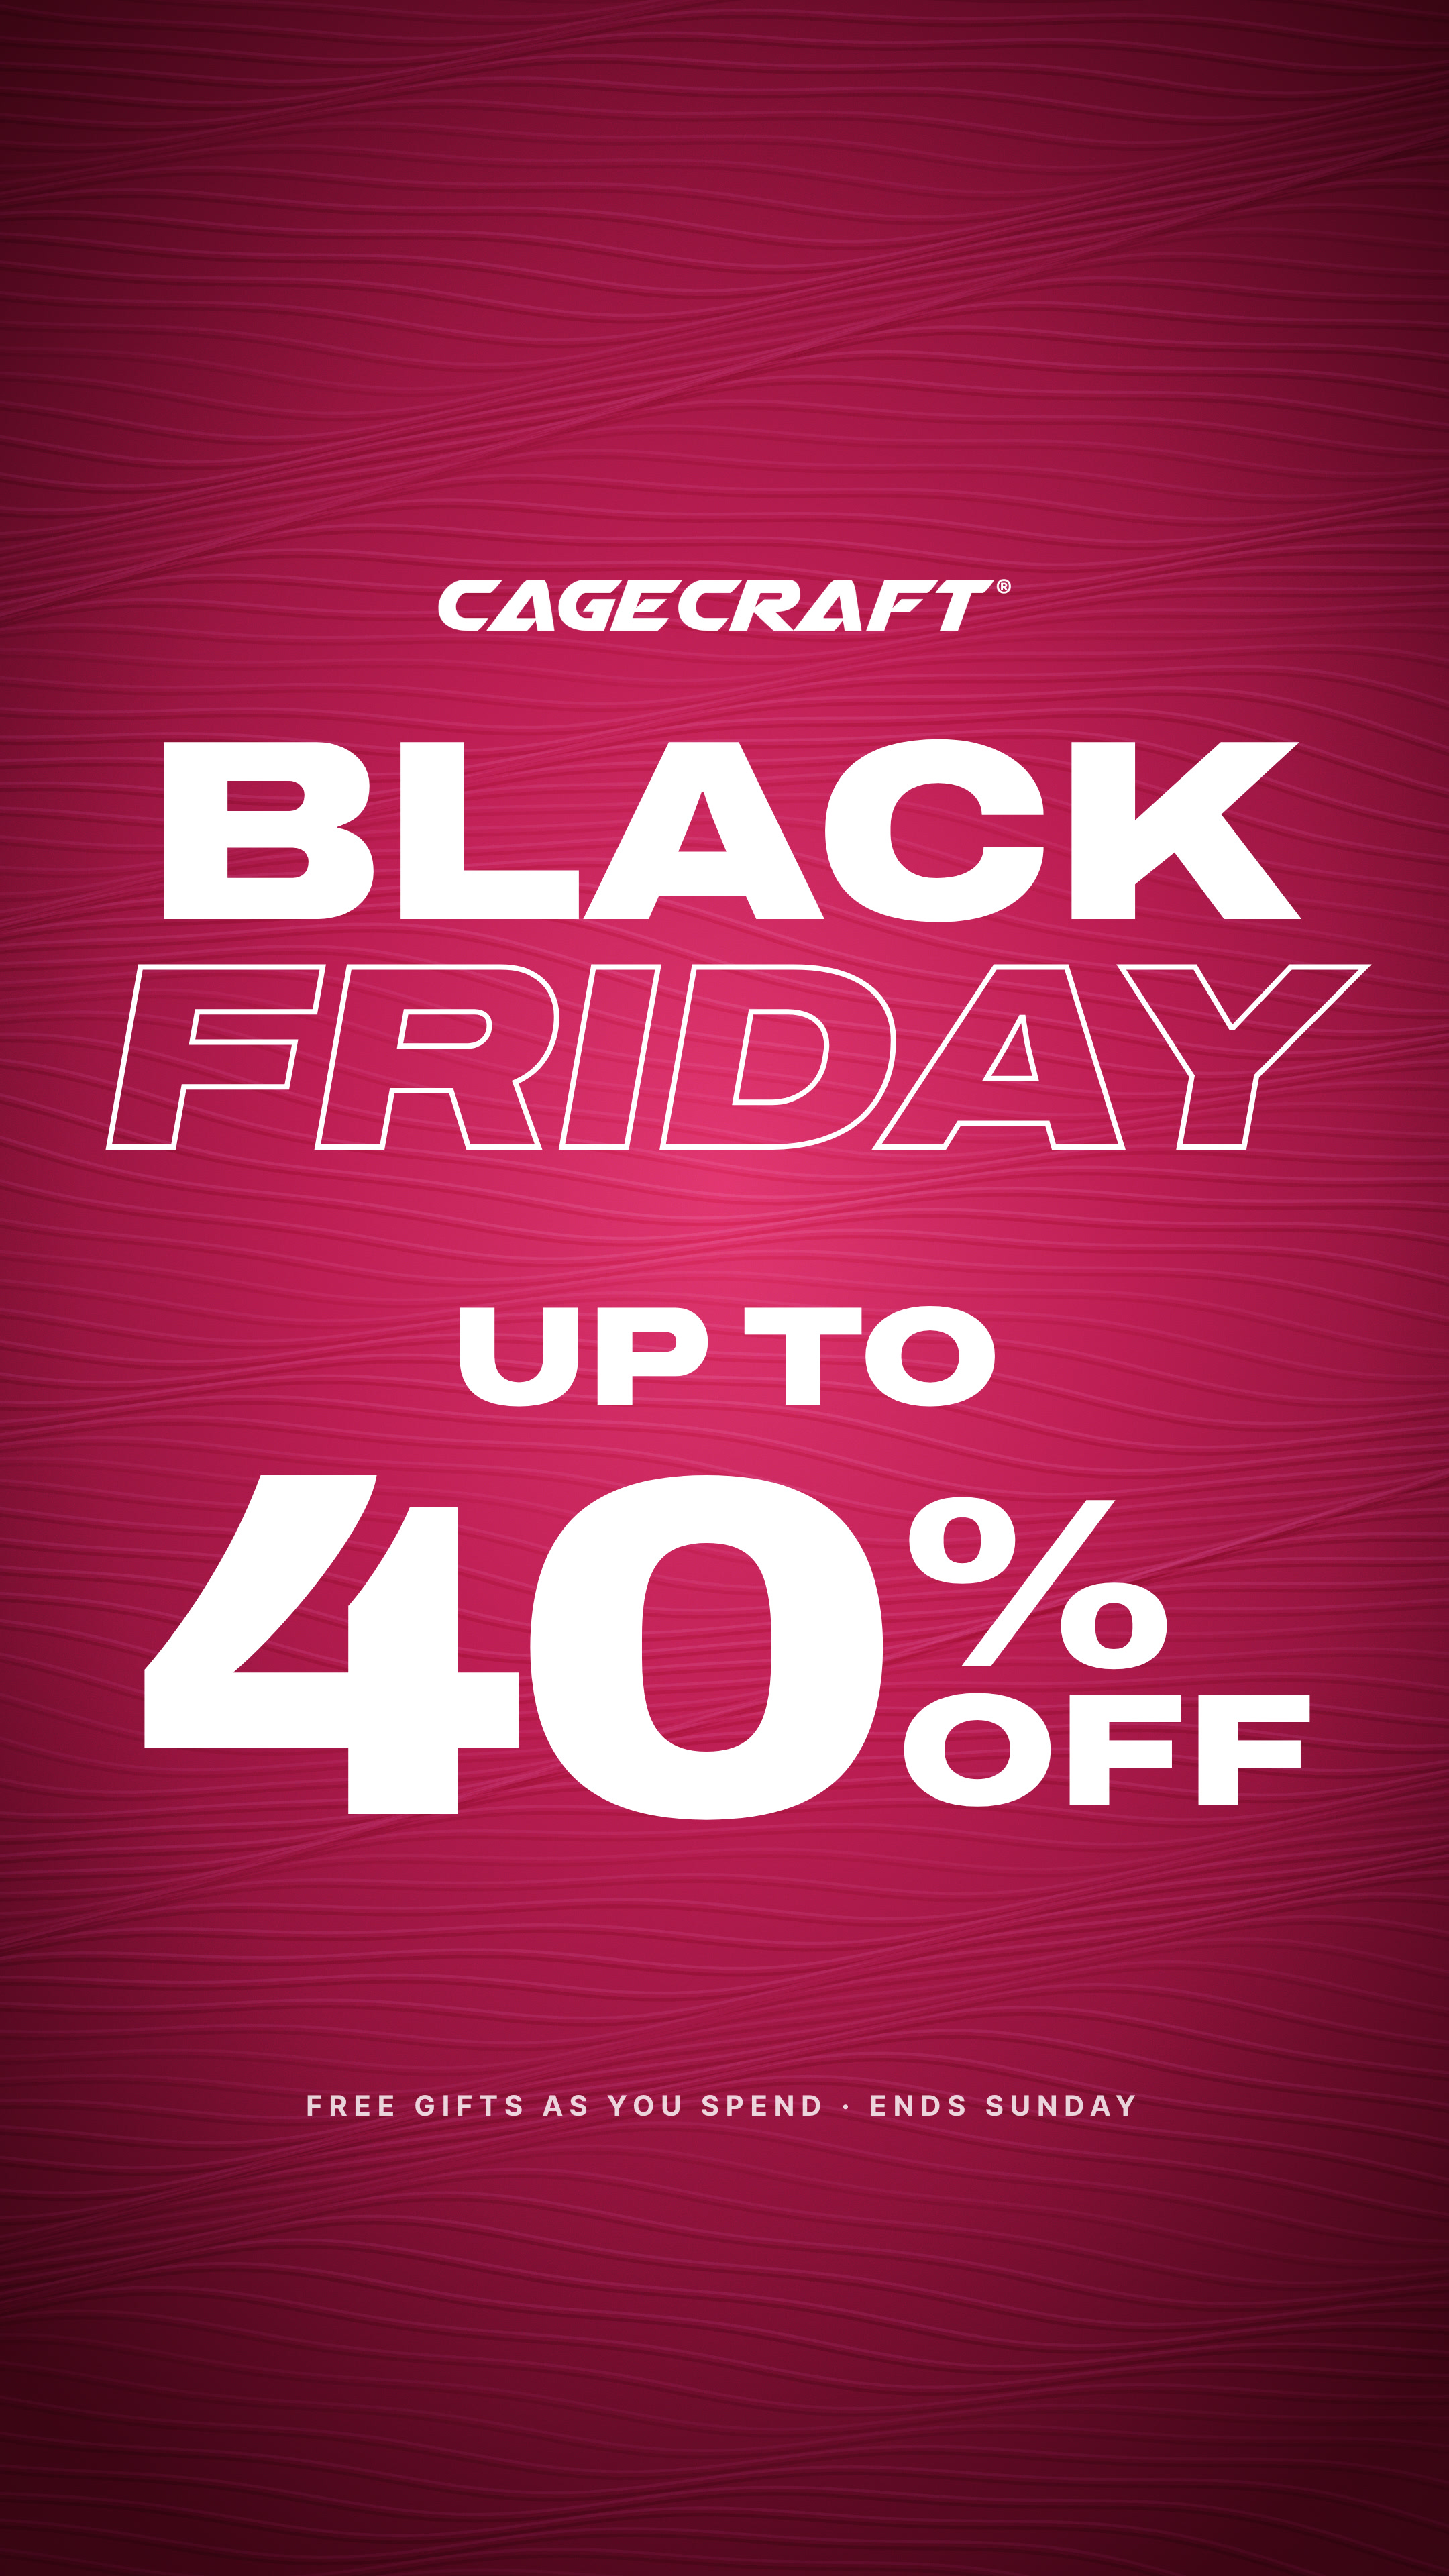 CAGECRAFT®
BLACK
FRIDAY
UP TO
40%
OFF
FREE GIFTS AS YOU SPEND · ENDS SUNDAY